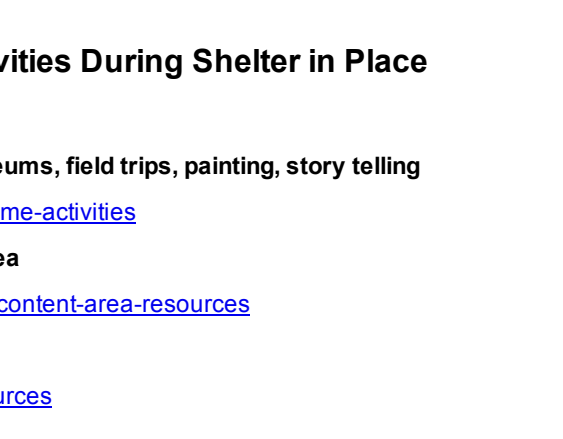 vities During Shelter in Place
eums, field trips, painting, story telling
me-activities
ea
content-area-resources
urces